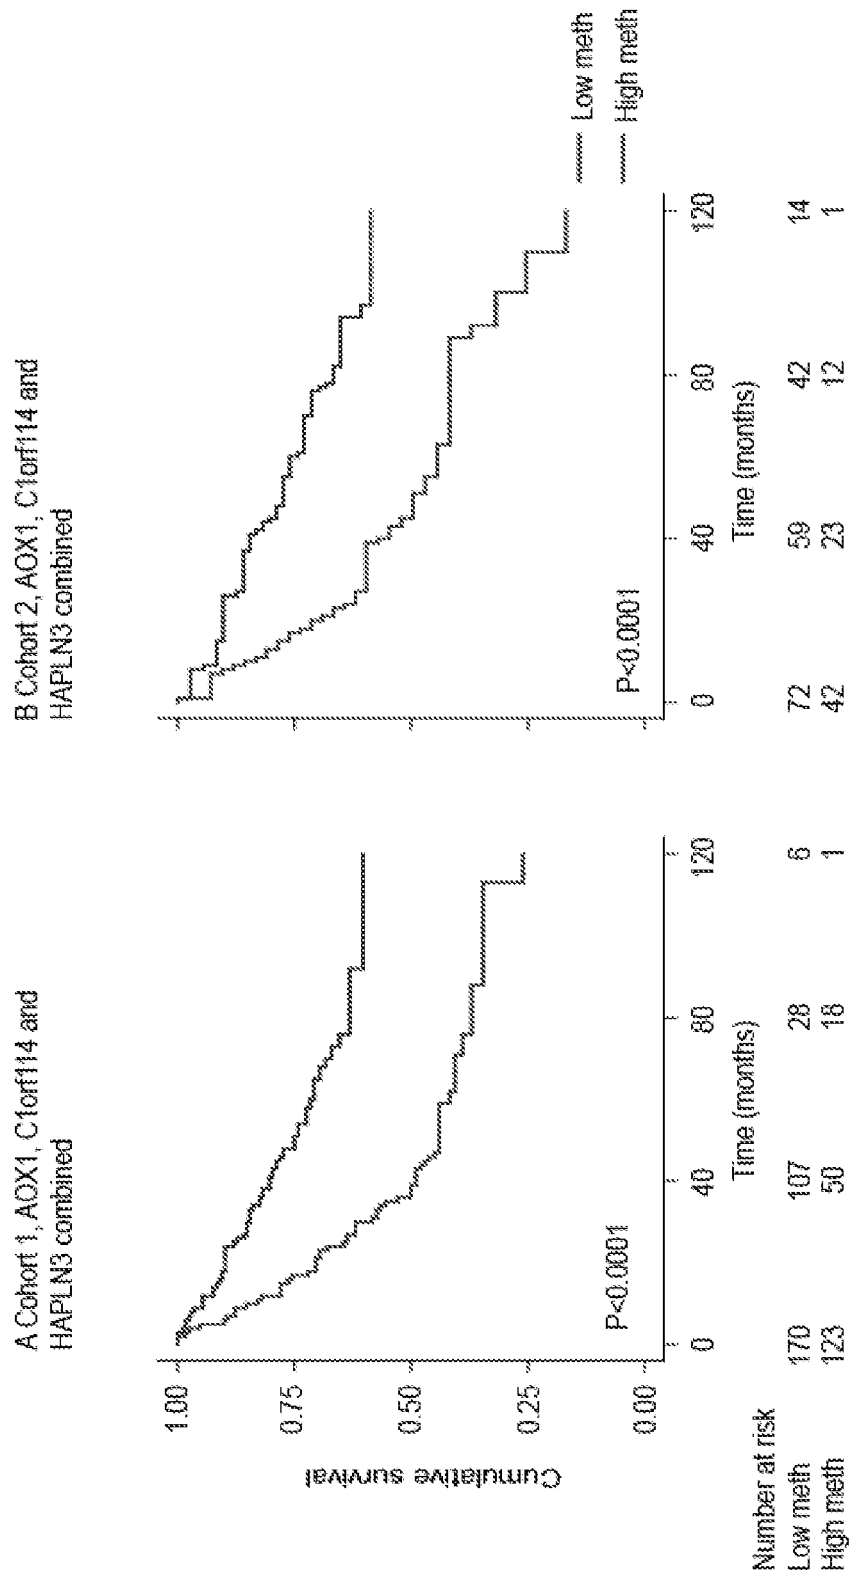 A Cohort 1, AOX1, C1orf114 and
HAPLN3 combined
Cumulative survival
1.00
0.75
0.50
0.25
0.00
P<0.0001
0 40 80 120
Time (months)
B Cohort 2, AOX1, C1orf114 and
HAPLN3 combined
P<0.0001
0 40 80 120
Time (months)
Low meth
High meth
Number at risk
Low meth 170 107 28 6 72 59 42 14
High meth 123 50 18 1 42 23 12 1